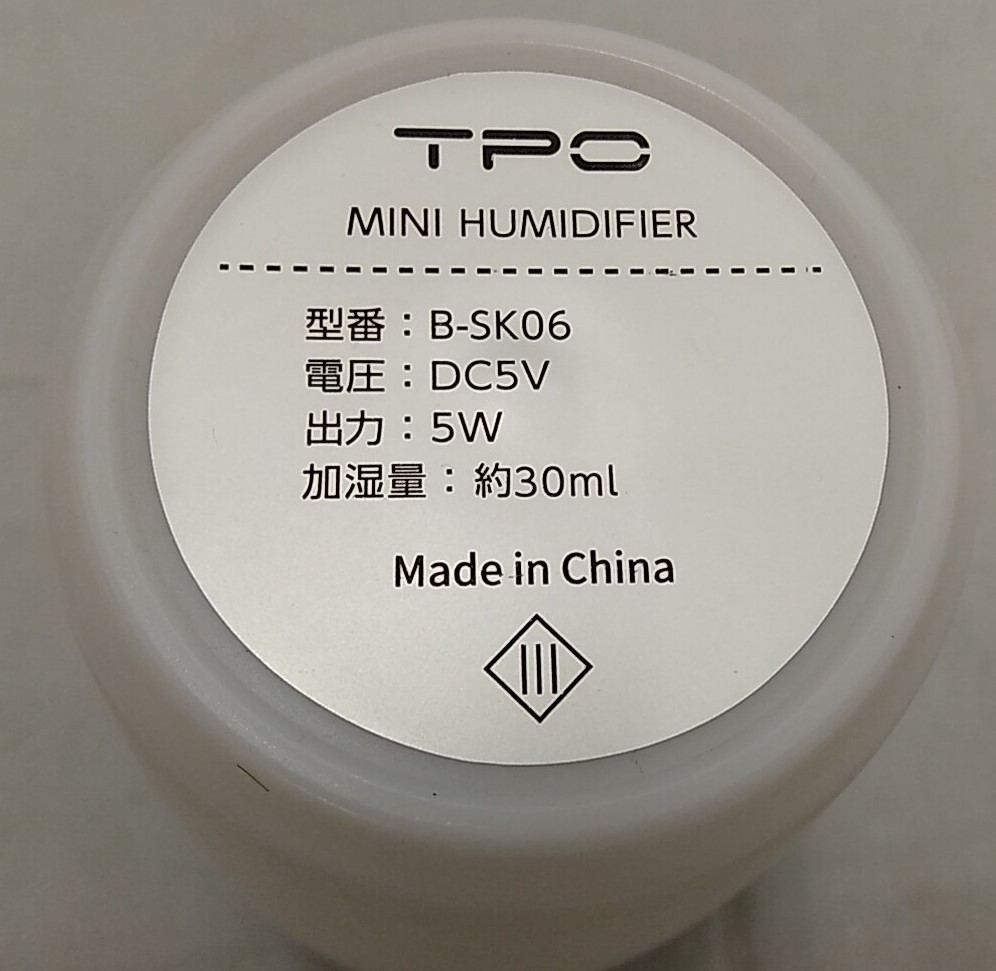 TPO
MINI HUMIDIFIER
型番：B-SK06
電圧：DC5V
出力：5W
加湿量：約30ml
Made in China